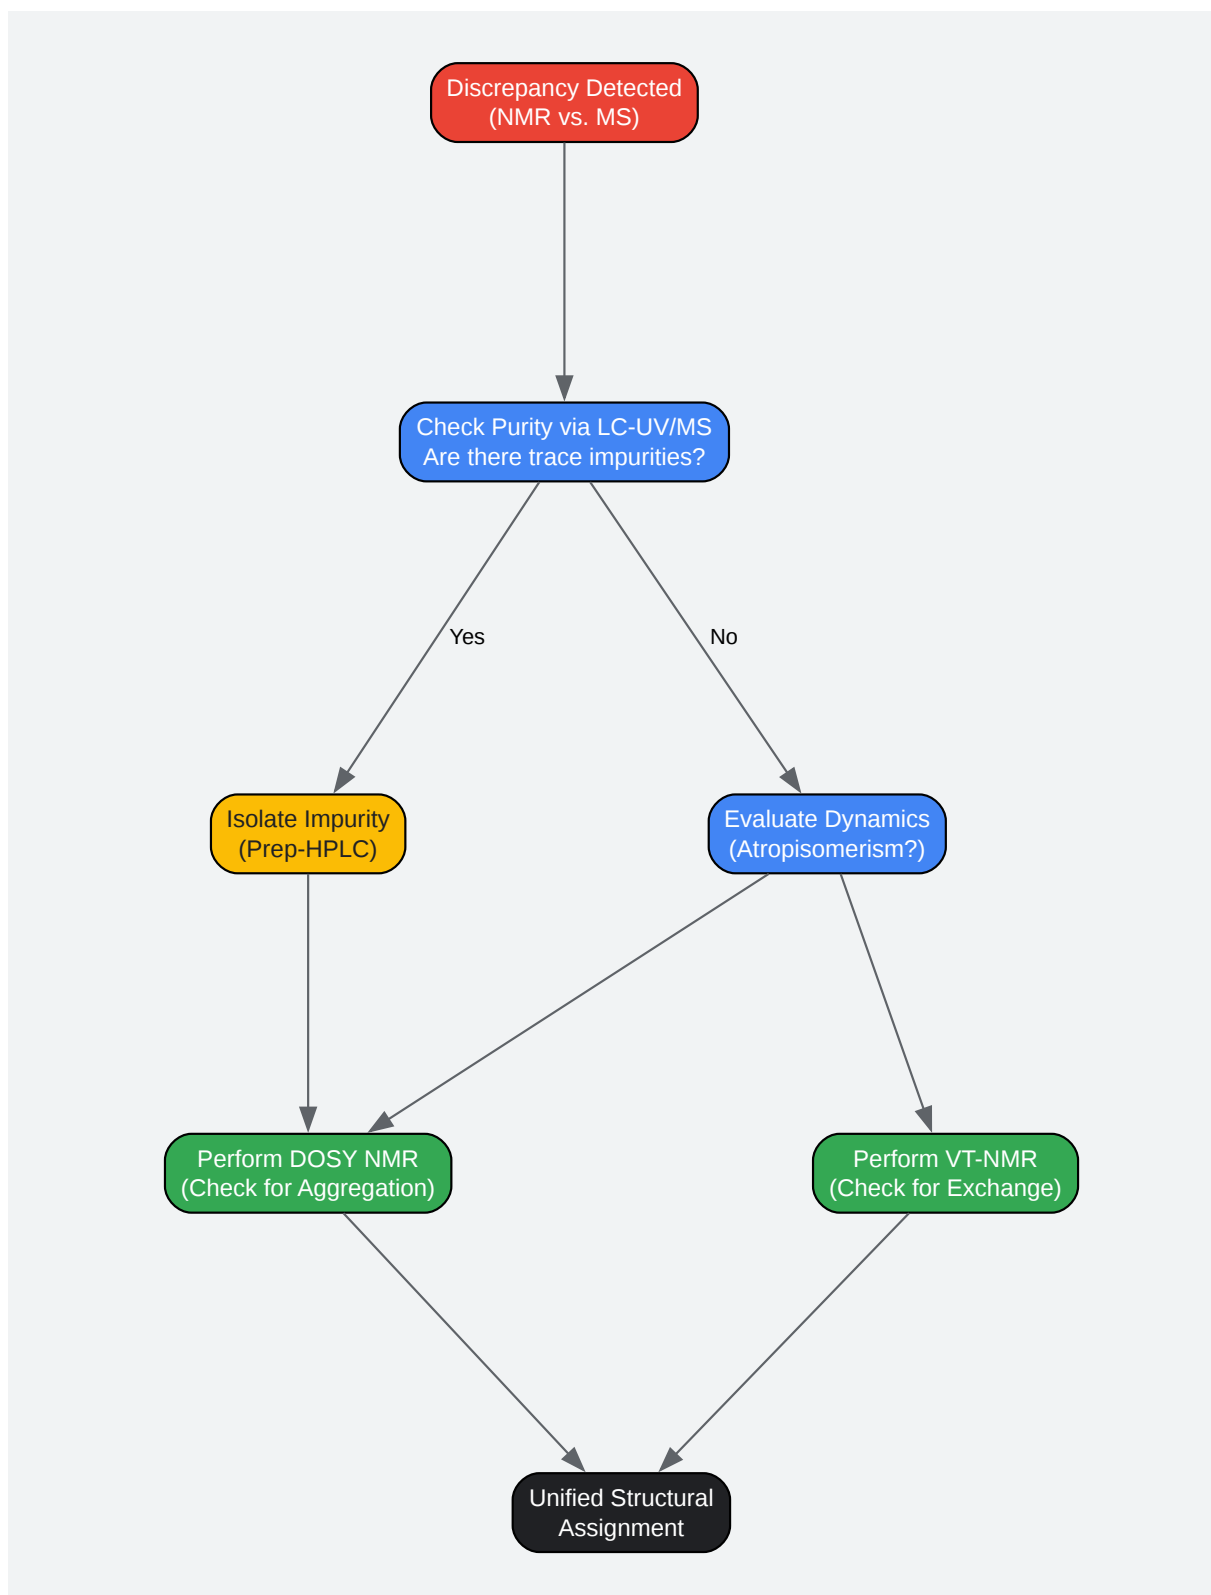 Discrepancy Detected
(NMR vs. MS)
Check Purity via LC-UV/MS
Are there trace impurities?
Yes
No
Isolate Impurity
(Prep-HPLC)
Evaluate Dynamics
(Atropisomerism?)
Perform DOSY NMR
(Check for Aggregation)
Perform VT-NMR
(Check for Exchange)
Unified Structural
Assignment